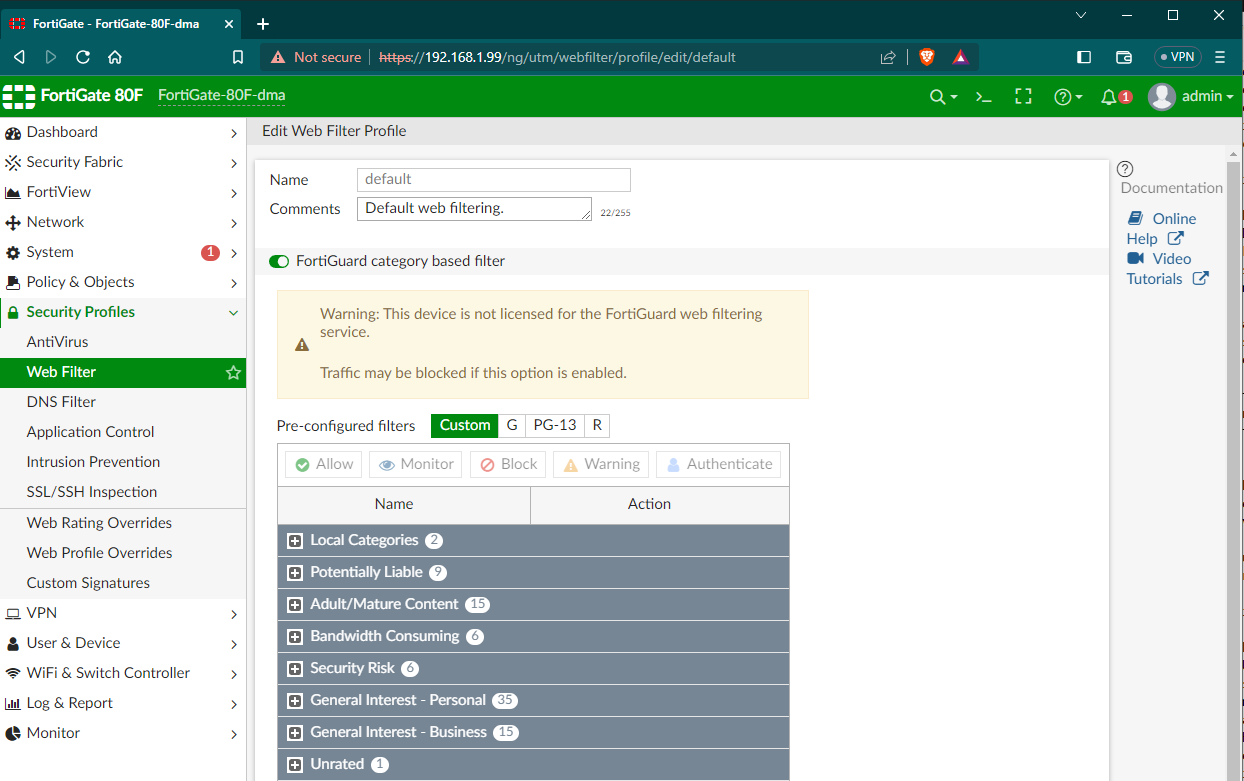 FortiGate - FortiGate-80F-dma
Not secure https://192.168.1.99/ng/utm/webfilter/profile/edit/default VPN
FortiGate 80F FortiGate-80F-dma 1 admin
Dashboard
Security Fabric
FortiView
Network
System 1
Policy & Objects
Security Profiles
AntiVirus
Web Filter
DNS Filter
Application Control
Intrusion Prevention
SSL/SSH Inspection
Web Rating Overrides
Web Profile Overrides
Custom Signatures
VPN
User & Device
WiFi & Switch Controller
Log & Report
Monitor
Edit Web Filter Profile
Name default
Comments Default web filtering. 22/255
FortiGuard category based filter
Warning: This device is not licensed for the FortiGuard web filtering
service.
Traffic may be blocked if this option is enabled.
Pre-configured filters Custom G PG-13 R
Allow Monitor Block Warning Authenticate
Name Action
Local Categories 2
Potentially Liable 9
Adult/Mature Content 15
Bandwidth Consuming 6
Security Risk 6
General Interest - Personal 35
General Interest - Business 15
Unrated 1
Documentation
Online
Help
Video
Tutorials